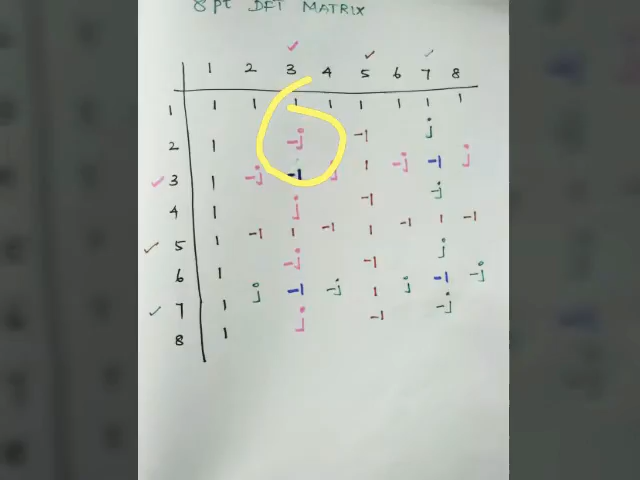 8 pt DFT MATRIX
1 2 3 4 5 6 7 8
1 1 1 1 1 1 1 1 1
2 1 -j -1 j
3 1 -j -1 j 1 -j -1 j
4 1 j -1 -j
5 1 -1 1 -1 1 -1 1 -1
6 1 -j -1 j
7 1 j -1 -j 1 j -1 -j
8 1 j -1 -j